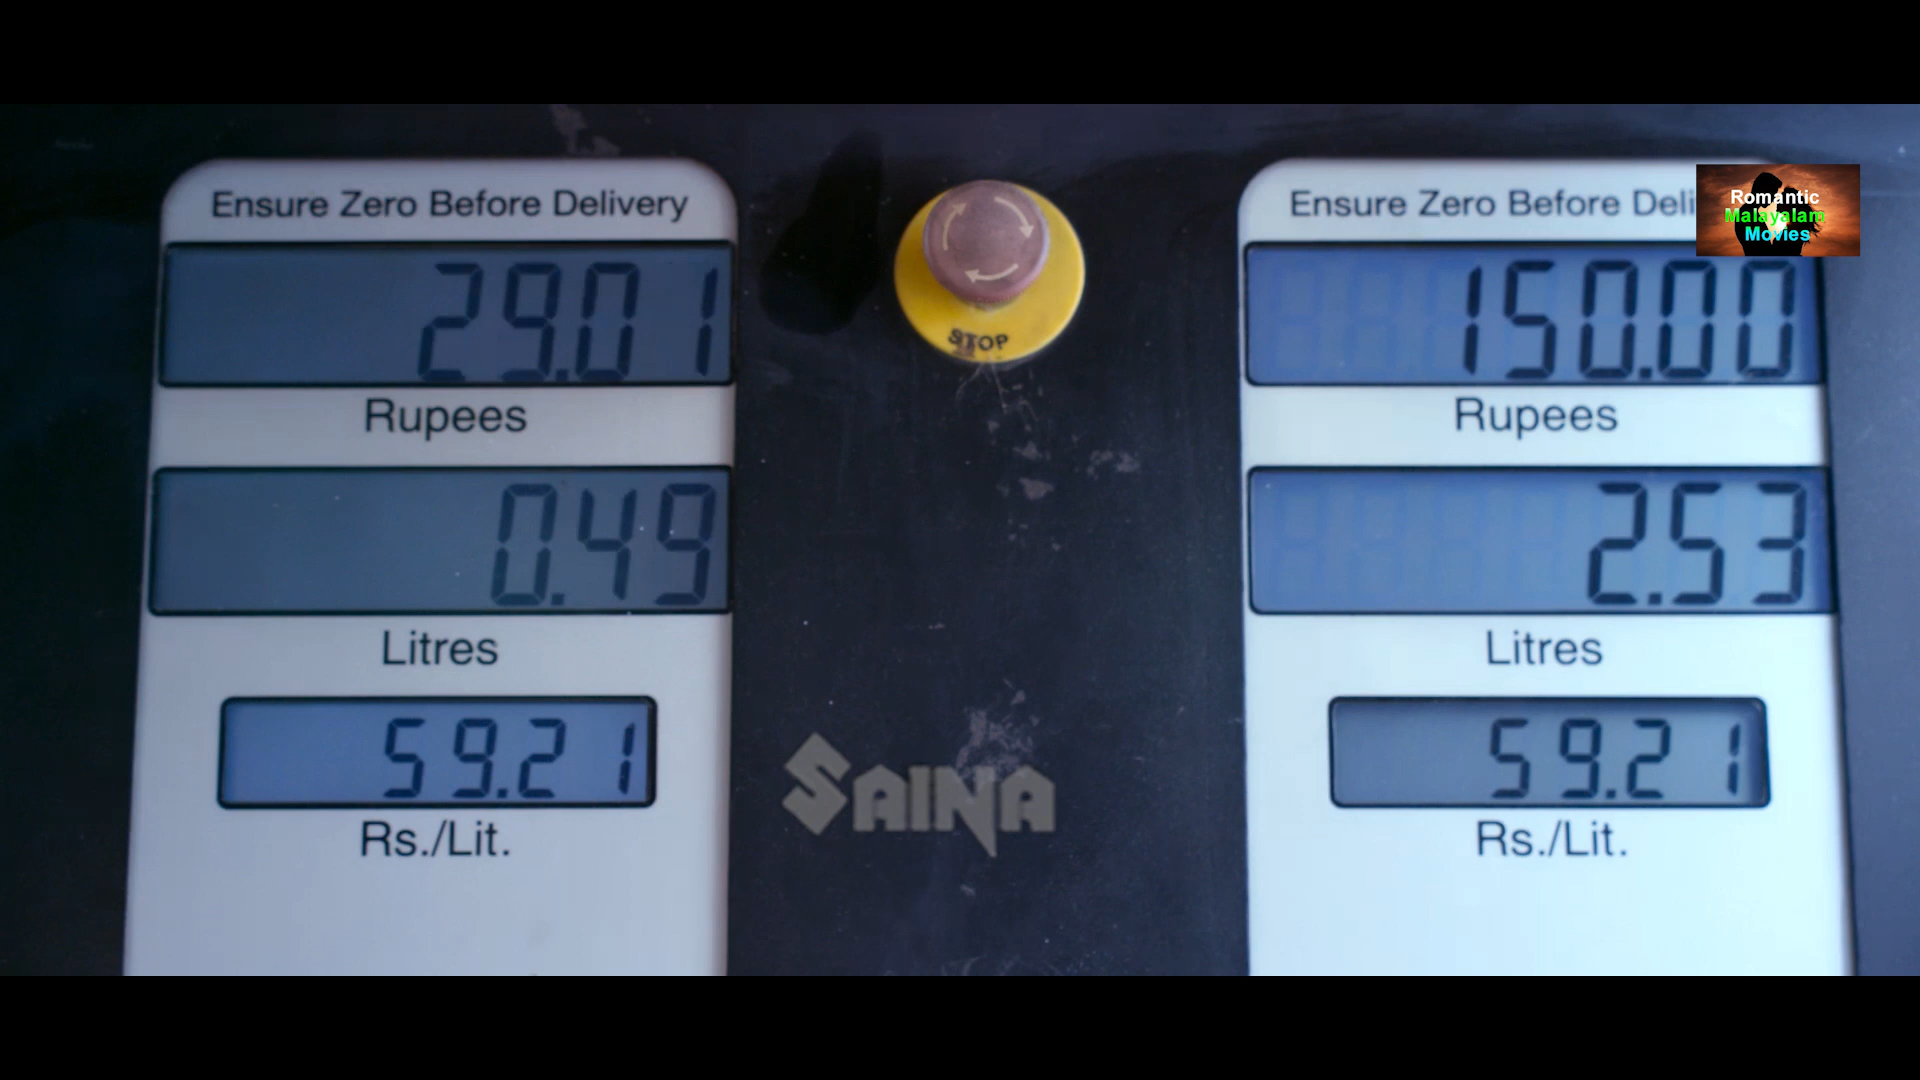 Ensure Zero Before Delivery
29.01
Rupees
0.49
Litres
59.21
Rs./Lit.
STOP
SAINA
Ensure Zero Before Deli
150.00
Rupees
2.53
Litres
59.21
Rs./Lit.
Romantic
Malayalam
Movies